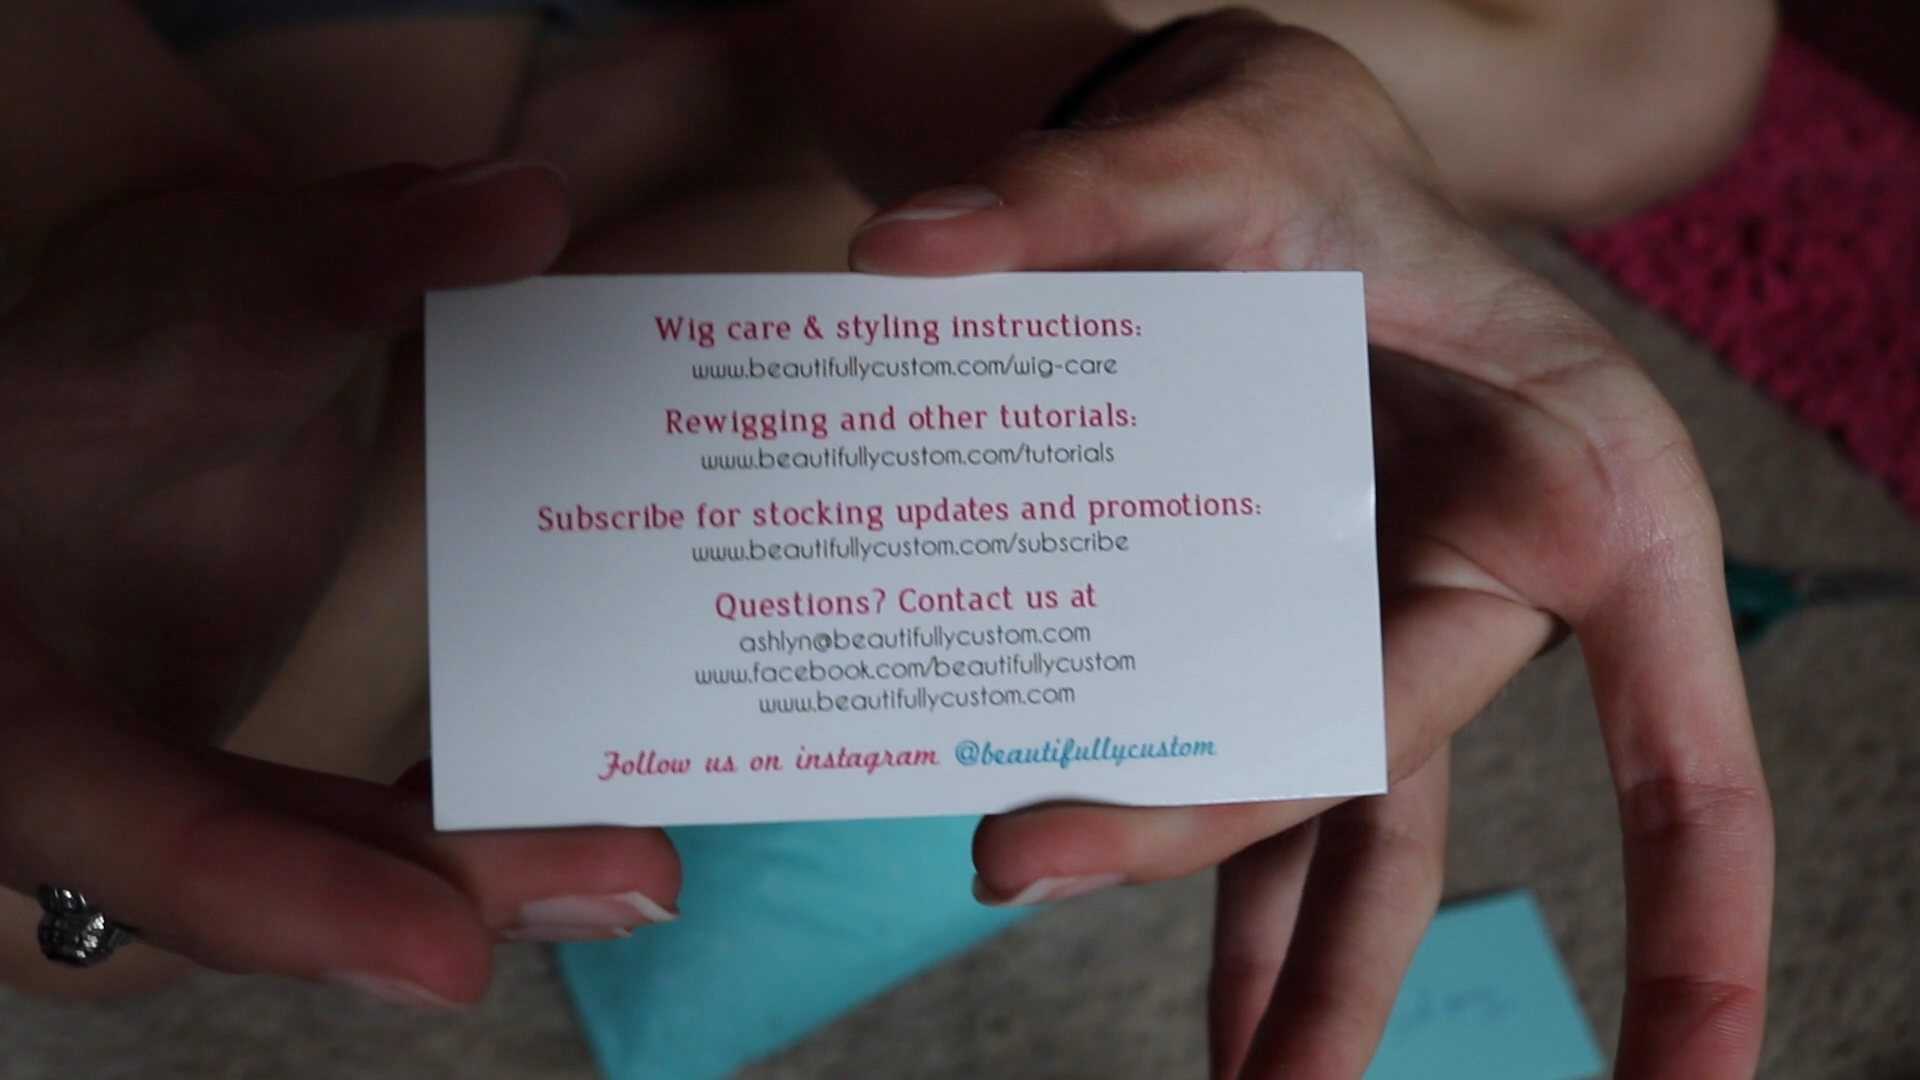 Wig care & styling instructions:
www.beautifullycustom.com/wig-care
Rewigging and other tutorials:
www.beautifullycustom.com/tutorials
Subscribe for stocking updates and promotions:
www.beautifullycustom.com/subscribe
Questions? Contact us at
ashlyn@beautifullycustom.com
www.facebook.com/beautifullycustom
www.beautifullycustom.com
Follow us on instagram @beautifullycustom